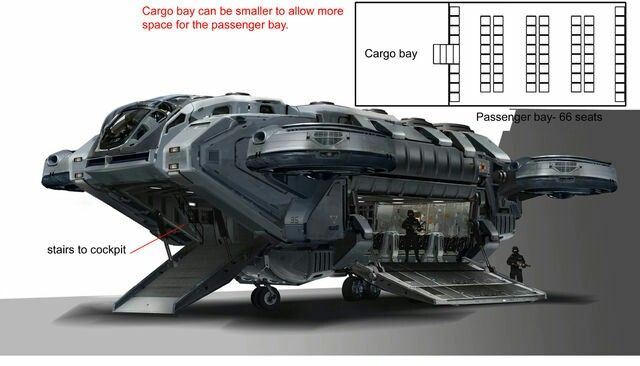 Cargo bay can be smaller to allow more
space for the passenger bay.
Cargo bay
Passenger bay- 66 seats
stairs to cockpit